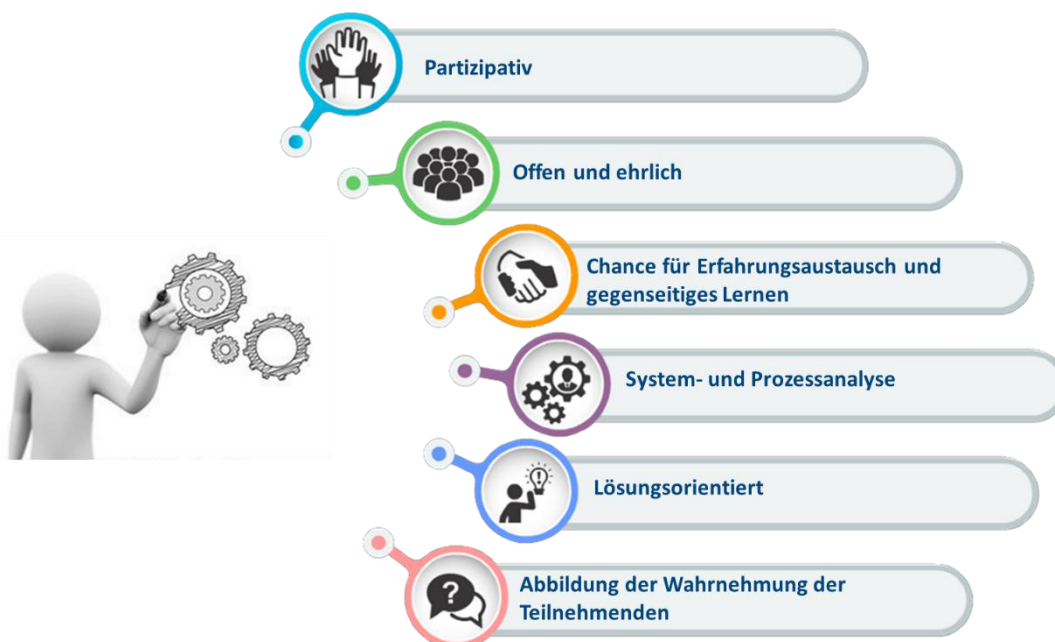 Partizipativ
Offen und ehrlich
Chance für Erfahrungsaustausch und
gegenseitiges Lernen
System- und Prozessanalyse
Lösungsorientiert
Abbildung der Wahrnehmung der
Teilnehmenden